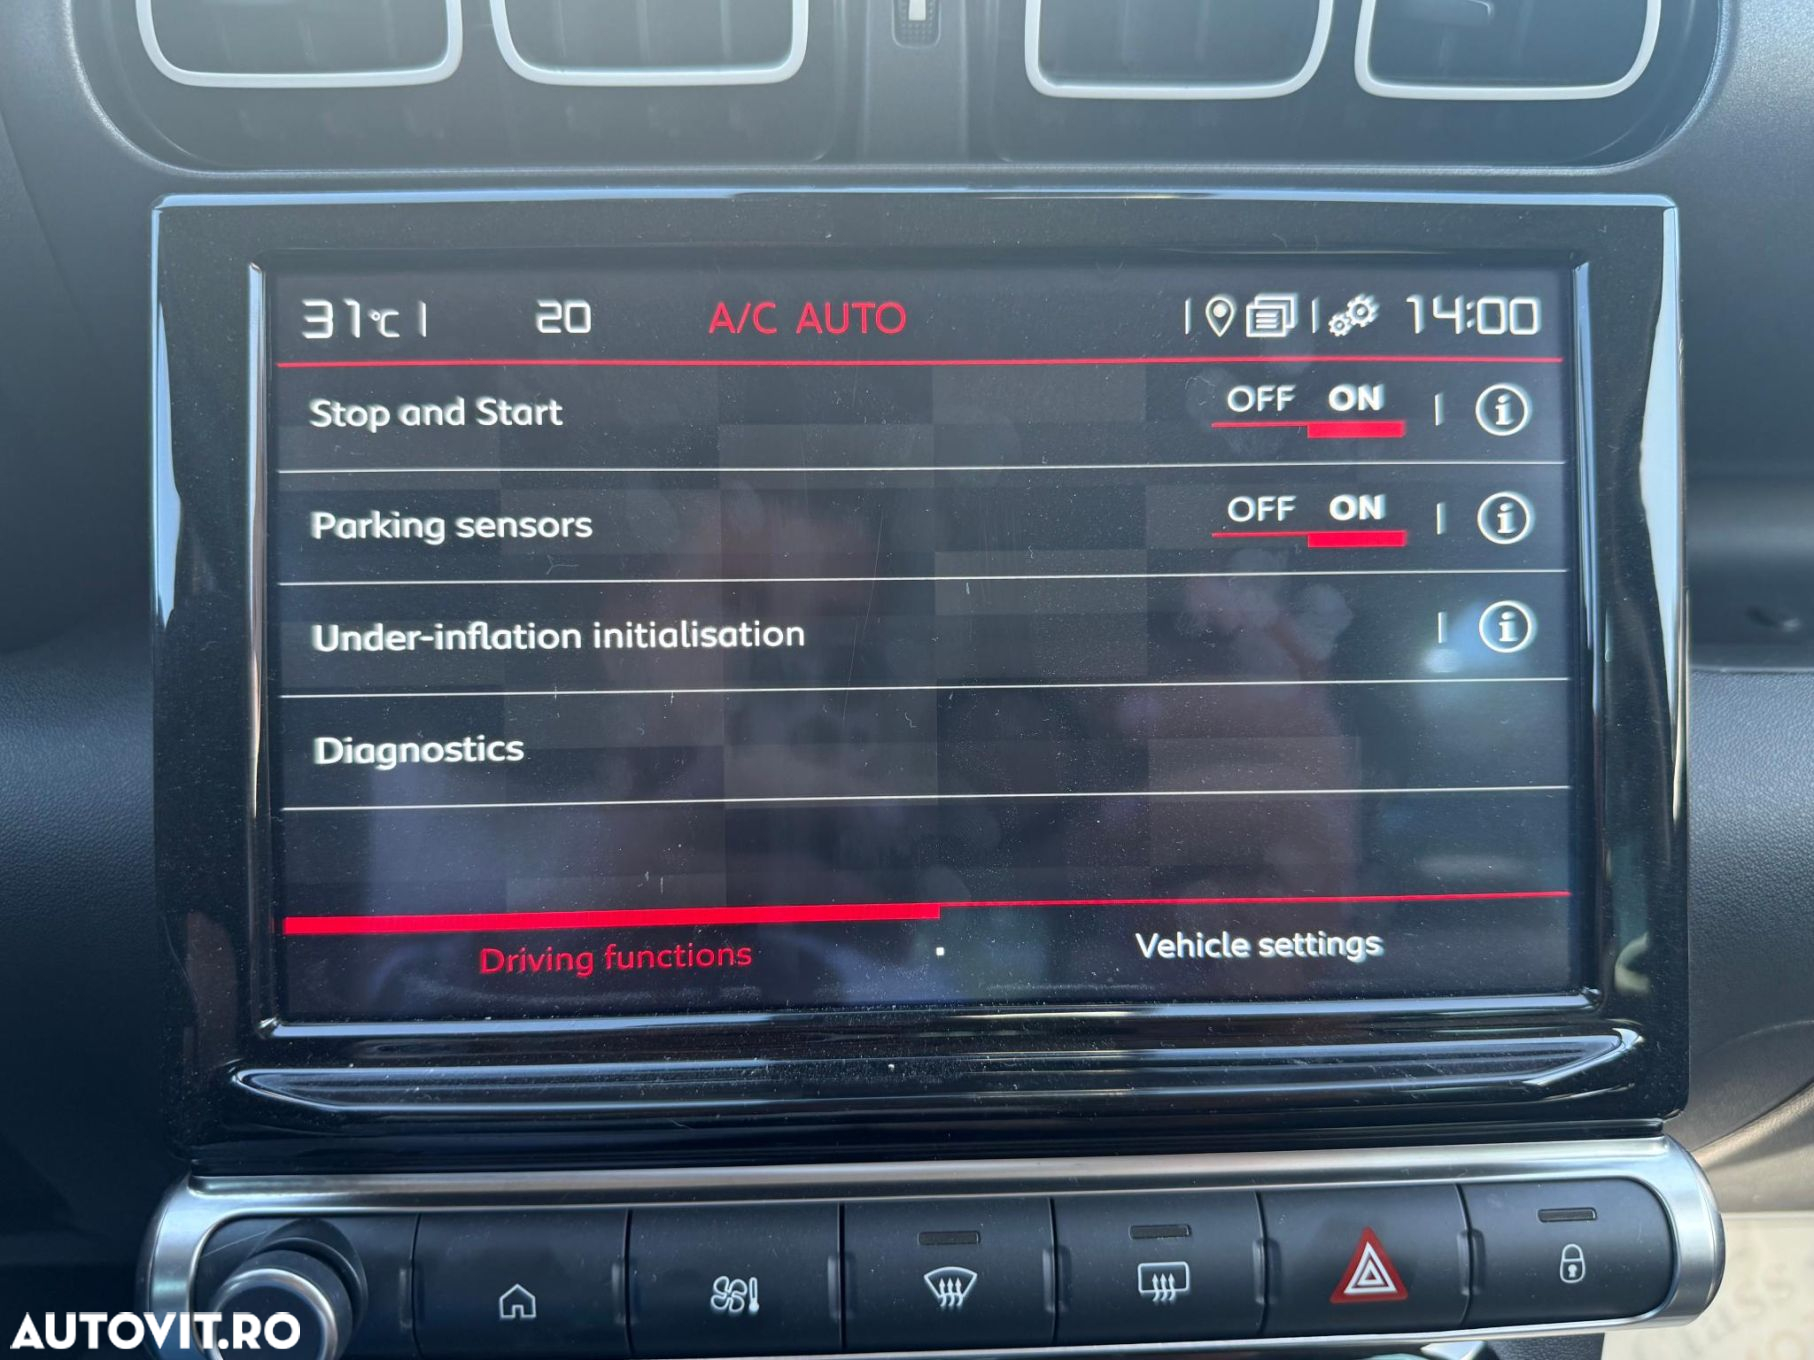 31°C 20 A/C AUTO 14:00
Stop and Start OFF ON
Parking sensors OFF ON
Under-inflation initialisation
Diagnostics
Driving functions Vehicle settings
AUTOVIT.RO